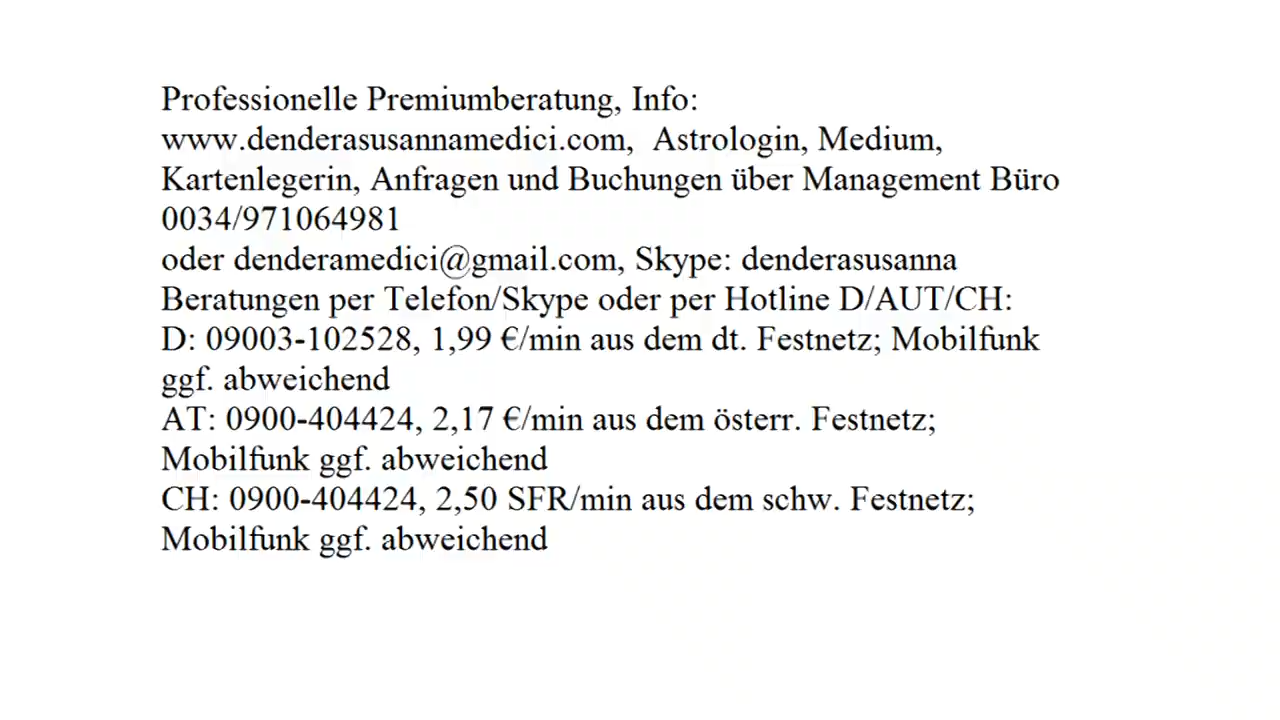 Professionelle Premiumberatung, Info:
www.denderasusannamedici.com,  Astrologin, Medium,
Kartenlegerin, Anfragen und Buchungen über Management Büro
0034/971064981
oder denderamedici@gmail.com, Skype: denderasusanna
Beratungen per Telefon/Skype oder per Hotline D/AUT/CH:
D: 09003-102528, 1,99 €/min aus dem dt. Festnetz; Mobilfunk
ggf. abweichend
AT: 0900-404424, 2,17 €/min aus dem österr. Festnetz;
Mobilfunk ggf. abweichend
CH: 0900-404424, 2,50 SFR/min aus dem schw. Festnetz;
Mobilfunk ggf. abweichend